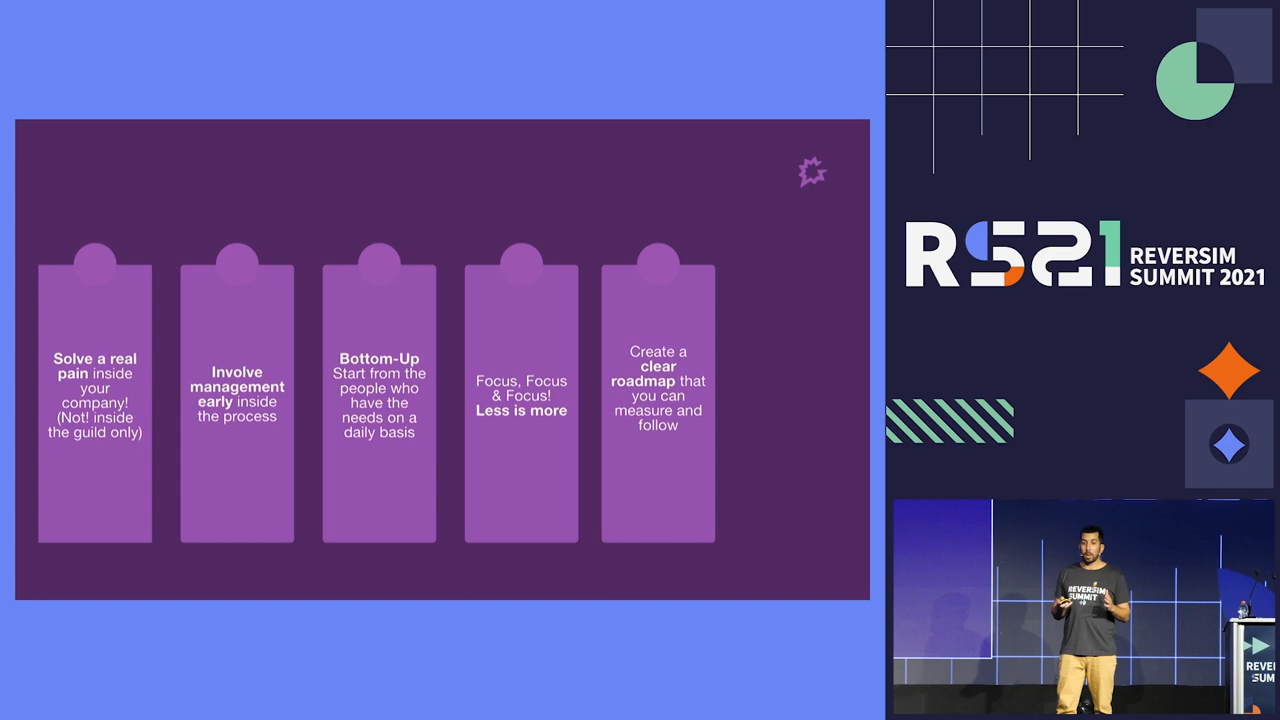 Solve a real
pain inside
your
company!
(Not! inside
the guild only)
Involve
management
early inside
the process
Bottom-Up
Start from the
people who
have the
needs on a
daily basis
Focus, Focus
& Focus!
Less is more
Create a
clear
roadmap that
you can
measure and
follow
RS21
REVERSIM
SUMMIT 2021
REVERSIM
SUMMIT
REVE
SUM